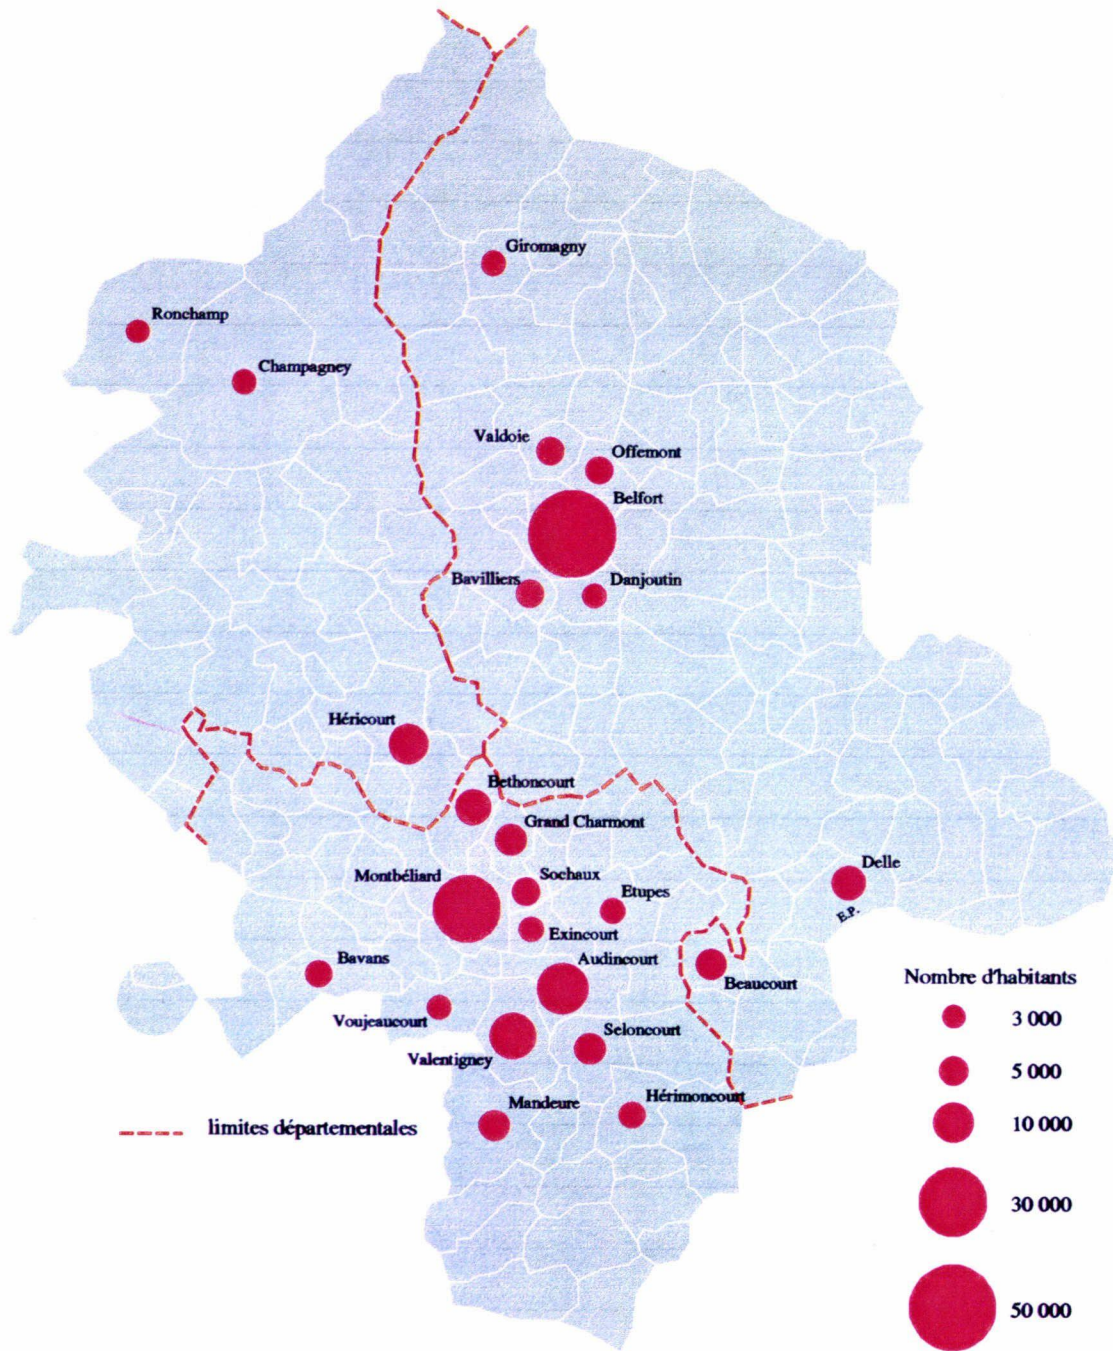 Giromagny
Ronchamp
Champagney
Valdoie
Offemont
Belfort
Bavilliers
Danjoutin
Héricourt
Bethoncourt
Grand Charmont
Montbéliard
Sochaux
Delle
Etupes
E.P.
Exincourt
Bavans
Audincourt
Beaucourt
Voujeaucourt
Valentigney
Seloncourt
Mandeure
Hérimoncourt
limites départementales
Nombre d'habitants
3 000
5 000
10 000
30 000
50 000